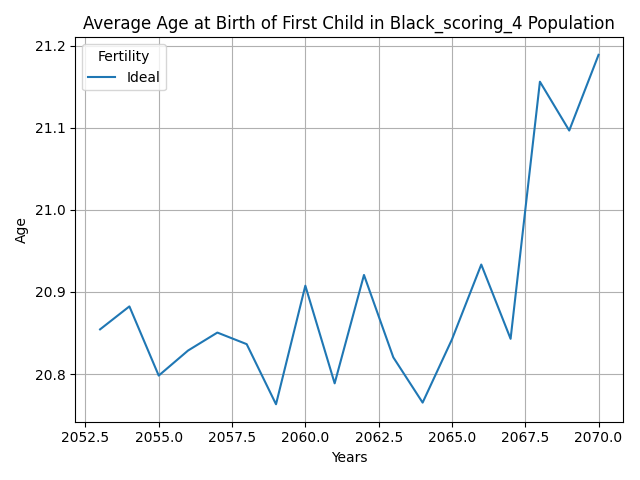 Average Age at Birth of First Child in Black_scoring_4 Population
21.2
21.1
21.0
20.9
20.8
Age
Fertility
Ideal
2052.5 2055.0 2057.5 2060.0 2062.5 2065.0 2067.5 2070.0
Years